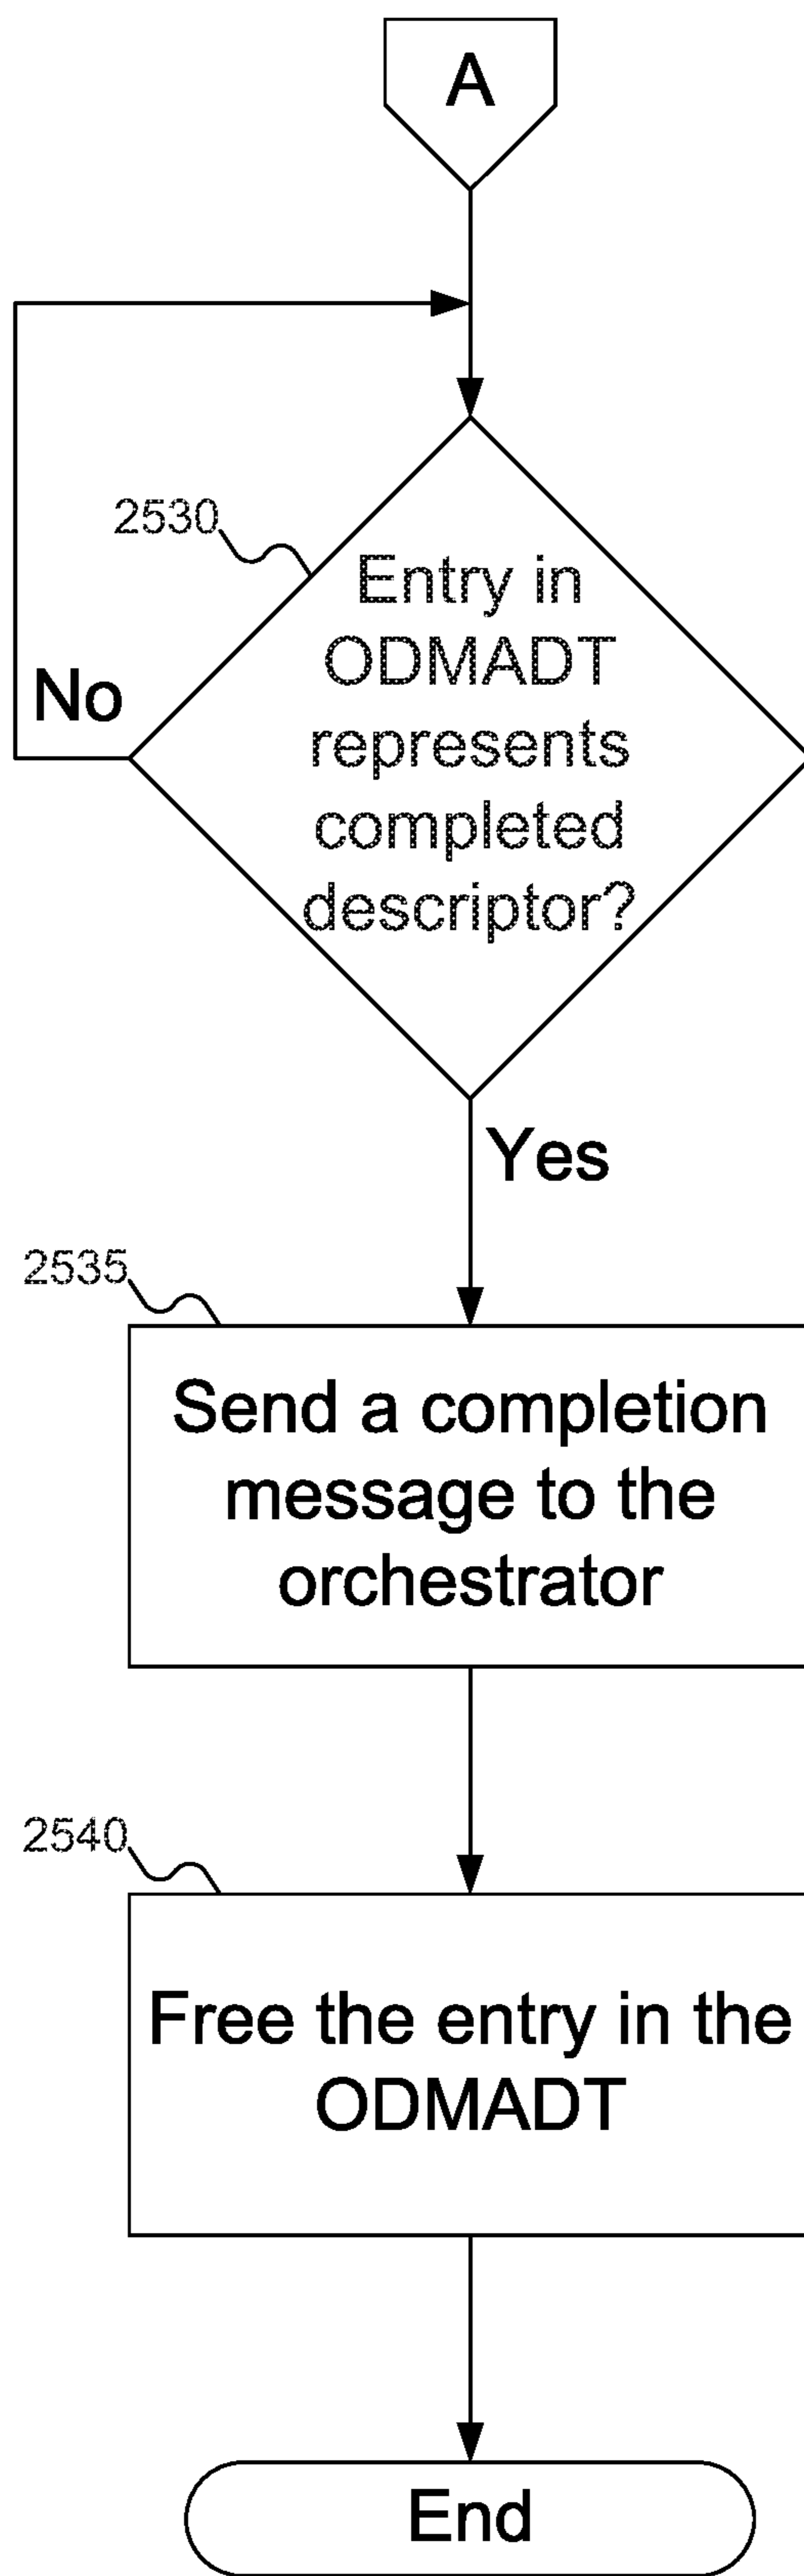 A
2530
Entry in
ODMADT
represents
completed
descriptor?
No
Yes
2535
Send a completion
message to the
orchestrator
2540
Free the entry in the
ODMADT
End